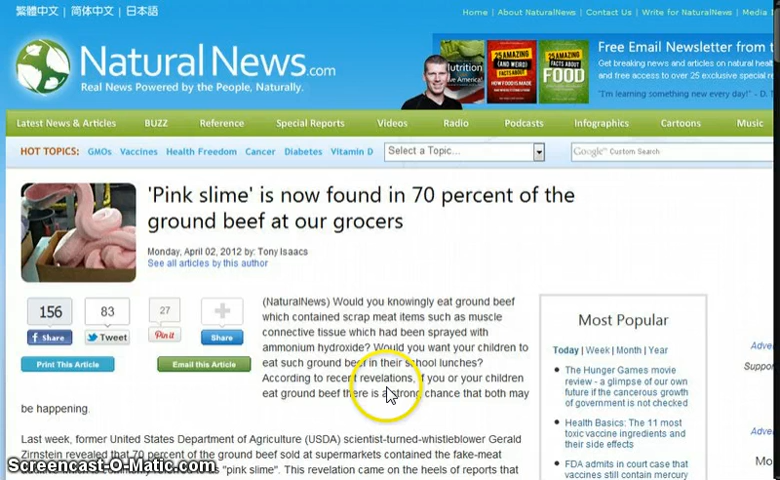 繁體中文 | 简体中文 | 日本語
Home | About NaturalNews | Contact Us | Write for NaturalNews | Media
NaturalNews.com
Real News Powered by the People, Naturally.
Nutrition
25 AMAZING (AND WEIRD) FACTS ABOUT
25 AMAZING FACTS ABOUT FOOD
Free Email Newsletter from
Get breaking news and articles on natural
and free access to over 25 exclusive special
"I'm learning something new every day!" - D.
Latest News & Articles BUZZ Reference Special Reports Videos Radio Podcasts Infographics Cartoons Music
HOT TOPICS: GMOs Vaccines Health Freedom Cancer Diabetes Vitamin D Select a Topic... Google Custom Search
'Pink slime' is now found in 70 percent of the
ground beef at our grocers
Monday, April 02, 2012 by: Tony Isaacs
See all articles by this author
156 83 27
Share Tweet Pin it Share
Print This Article Email this Article
(NaturalNews) Would you knowingly eat ground beef
which contained scrap meat items such as muscle
connective tissue which had been sprayed with
ammonium hydroxide? Would you want your children to
eat such ground beef in their school lunches?
According to recent revelations, if you or your children
eat ground beef there is a strong chance that both may
be happening.
Last week, former United States Department of Agriculture (USDA) scientist-turned-whistleblower Gerald
Zirnstein revealed that 70 percent of the ground beef sold at supermarkets contained the fake-meat
"pink slime". This revelation came on the heels of reports that
Most Popular
Today | Week | Month | Year
The Hunger Games movie
review - a glimpse of our own
future if the cancerous growth
of government is not checked
Health Basics: The 11 most
toxic vaccine ingredients and
their side effects
FDA admits in court case that
vaccines still contain mercury
Screencast-O-Matic.com